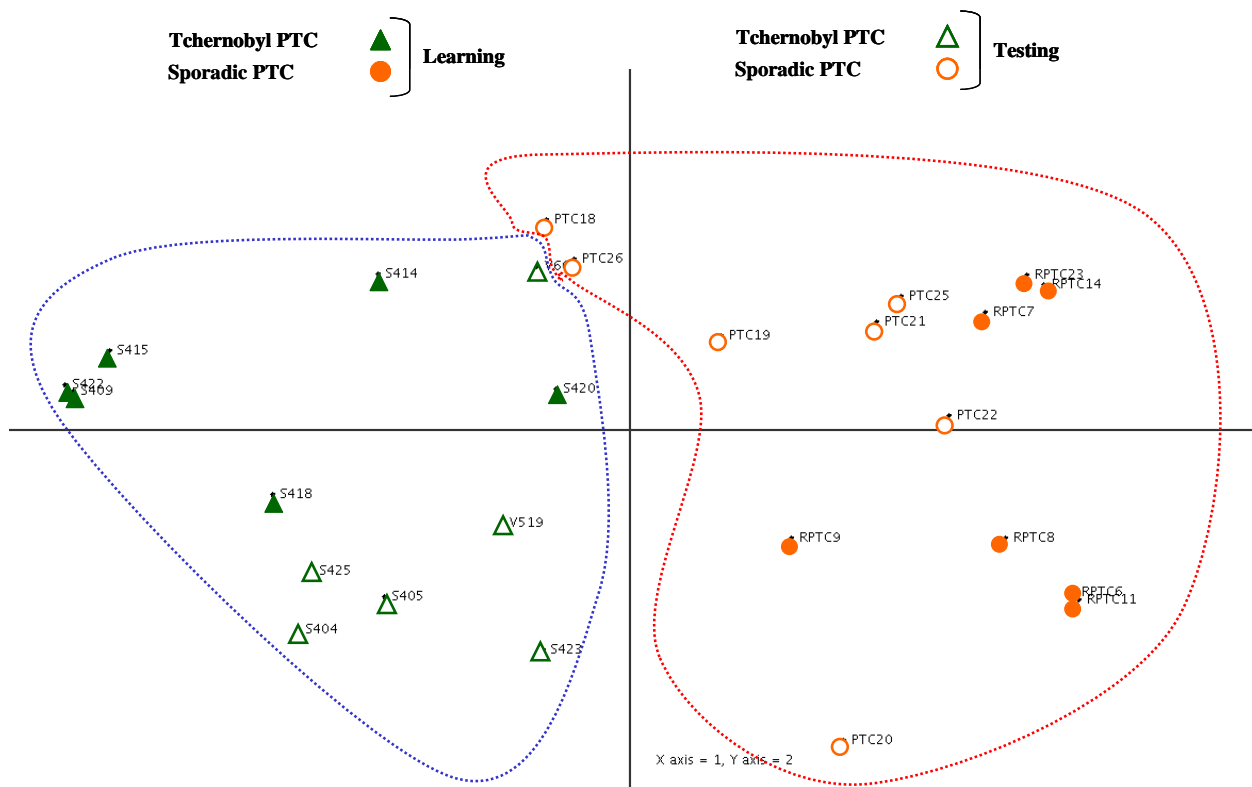 Tchernobyl PTC
Sporadic PTC
Learning
Tchernobyl PTC
Sporadic PTC
Testing
PTC18
PTC26
S414
RPTC23
RPTC14
PTC25
RPTC7
PTC21
PTC19
S415
S422
S409
S420
PTC22
S418
V519
RPTC9
RPTC8
S425
S405
RPTC6
RPTC11
S404
S423
PTC20
X axis = 1, Y axis = 2